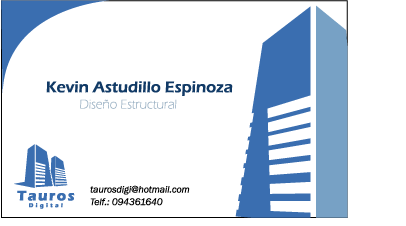 Kevin Astudillo Espinoza
Diseño Estructural
Tauros
Digital
taurosdigi@hotmail.com
Telf.: 094361640